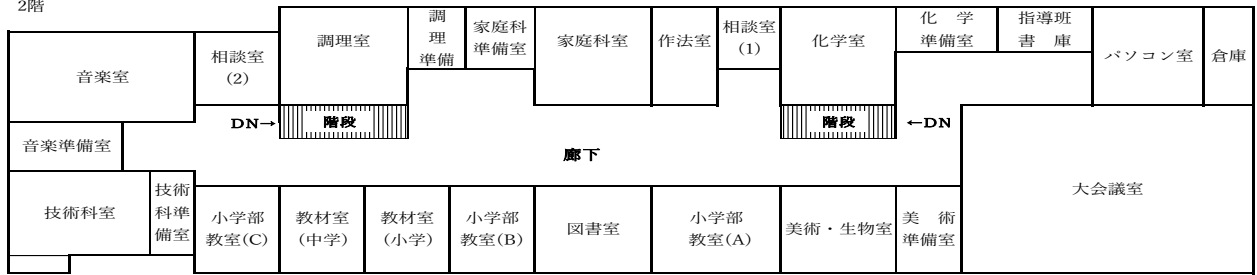 2階
調
理
準備
家庭科
準備室
相談室
(1)
化　学
準備室
指導班
書　庫
調理室
家庭科室
作法室
化学室
パソコン室
倉庫
音楽室
相談室
(2)
DN→
階段
階段
←DN
音楽準備室
廊下
技術科室
技術
科準
備室
小学部
教室(C)
教材室
(中学)
教材室
(小学)
小学部
教室(B)
図書室
小学部
教室(A)
美術・生物室
美　術
準備室
大会議室